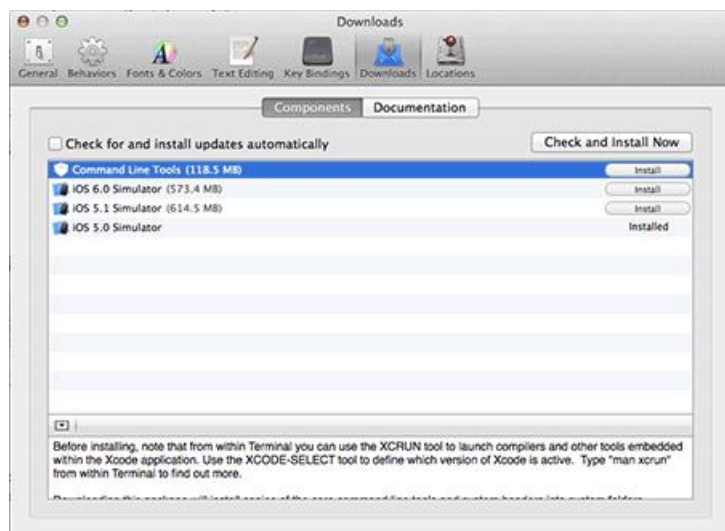 Downloads
General Behaviors Fonts & Colors Text Editing Key Bindings Downloads Locations
Components Documentation
Check for and install updates automatically Check and Install Now
Command Line Tools (118.5 MB) Install
iOS 6.0 Simulator (573.4 MB) Install
iOS 5.1 Simulator (614.5 MB) Install
iOS 5.0 Simulator Installed
Before installing, note that from within Terminal you can use the XCRUN tool to launch compilers and other tools embedded
within the Xcode application. Use the XCODE-SELECT tool to define which version of Xcode is active. Type "man xcrun"
from within Terminal to find out more.